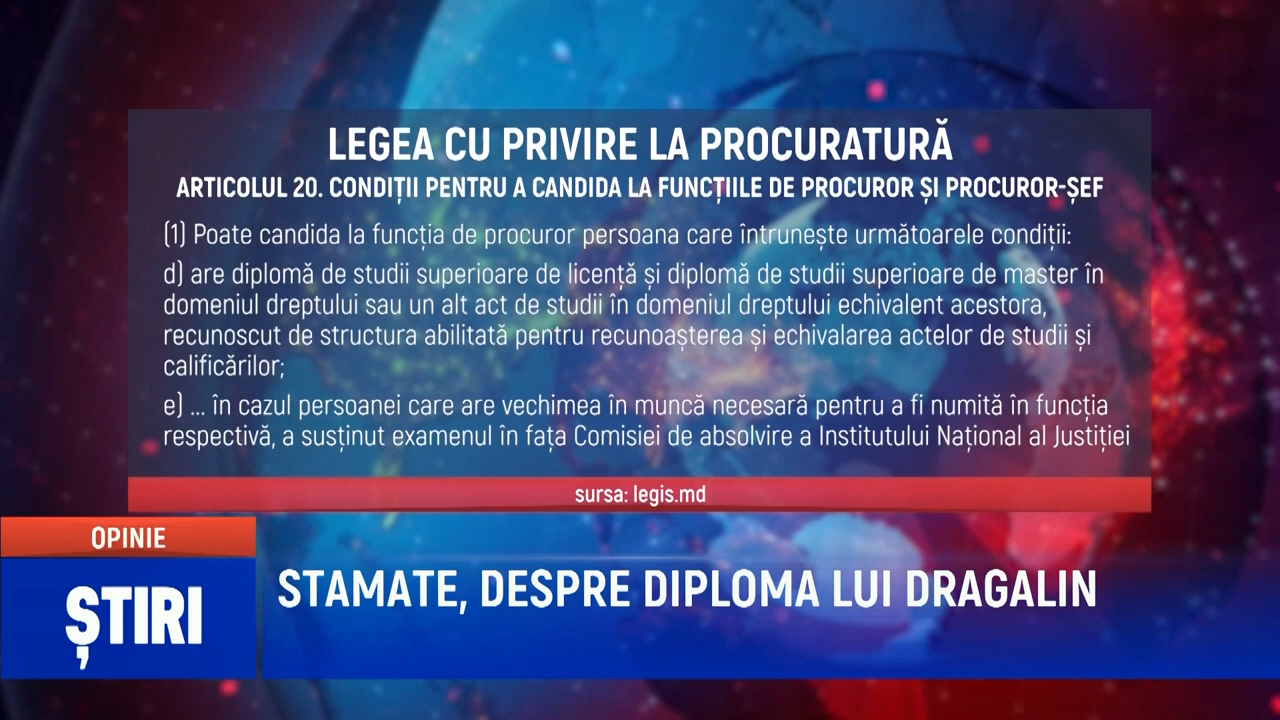 LEGEA CU PRIVIRE LA PROCURATURĂ
ARTICOLUL 20. CONDIȚII PENTRU A CANDIDA LA FUNCȚIILE DE PROCUROR ȘI PROCUROR-ȘEF
(1) Poate candida la funcția de procuror persoana care întrunește următoarele condiții:
d) are diplomă de studii superioare de licență și diplomă de studii superioare de master în
domeniul dreptului sau un alt act de studii în domeniul dreptului echivalent acestora,
recunoscut de structura abilitată pentru recunoașterea și echivalarea actelor de studii și
calificărilor;
e) ... în cazul persoanei care are vechimea în muncă necesară pentru a fi numită în funcția
respectivă, a susținut examenul în fața Comisiei de absolvire a Institutului Național al Justiției
sursa: legis.md
OPINIE
ȘTIRI
STAMATE, DESPRE DIPLOMA LUI DRAGALIN